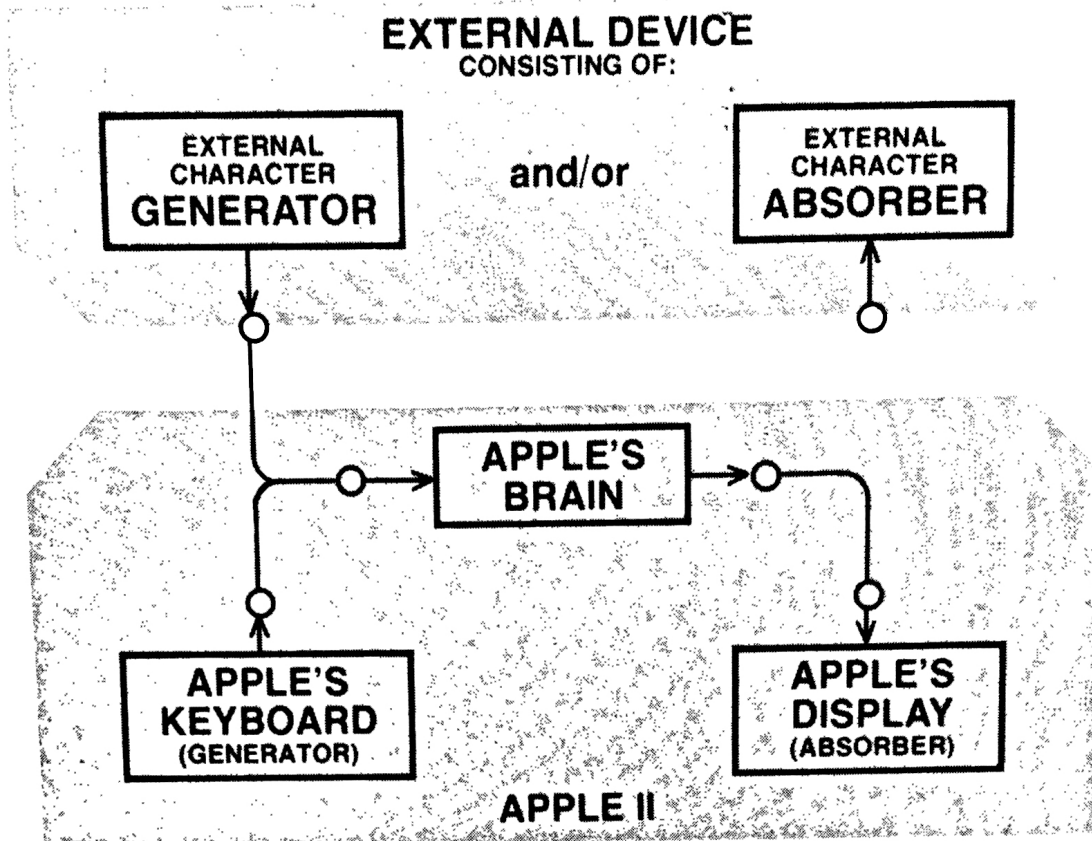 EXTERNAL DEVICE
CONSISTING OF:
EXTERNAL
CHARACTER
GENERATOR
and/or
EXTERNAL
CHARACTER
ABSORBER
APPLE'S
BRAIN
APPLE'S
KEYBOARD
(GENERATOR)
APPLE'S
DISPLAY
(ABSORBER)
APPLE II